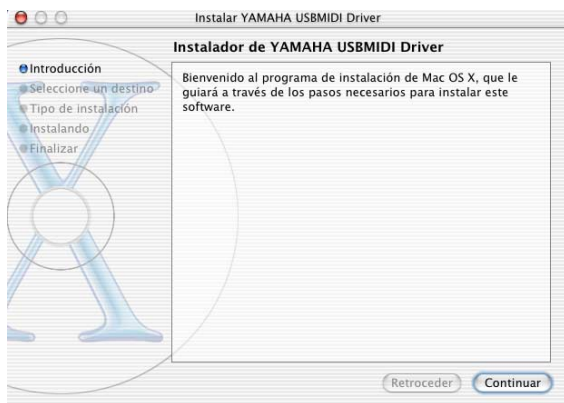 Instalar YAMAHA USBMIDI Driver
Instalador de YAMAHA USBMIDI Driver
Introducción
Seleccione un destino
Tipo de instalación
Instalando
Finalizar
Bienvenido al programa de instalación de Mac OS X, que le
guiará a través de los pasos necesarios para instalar este
software.
Retroceder
Continuar